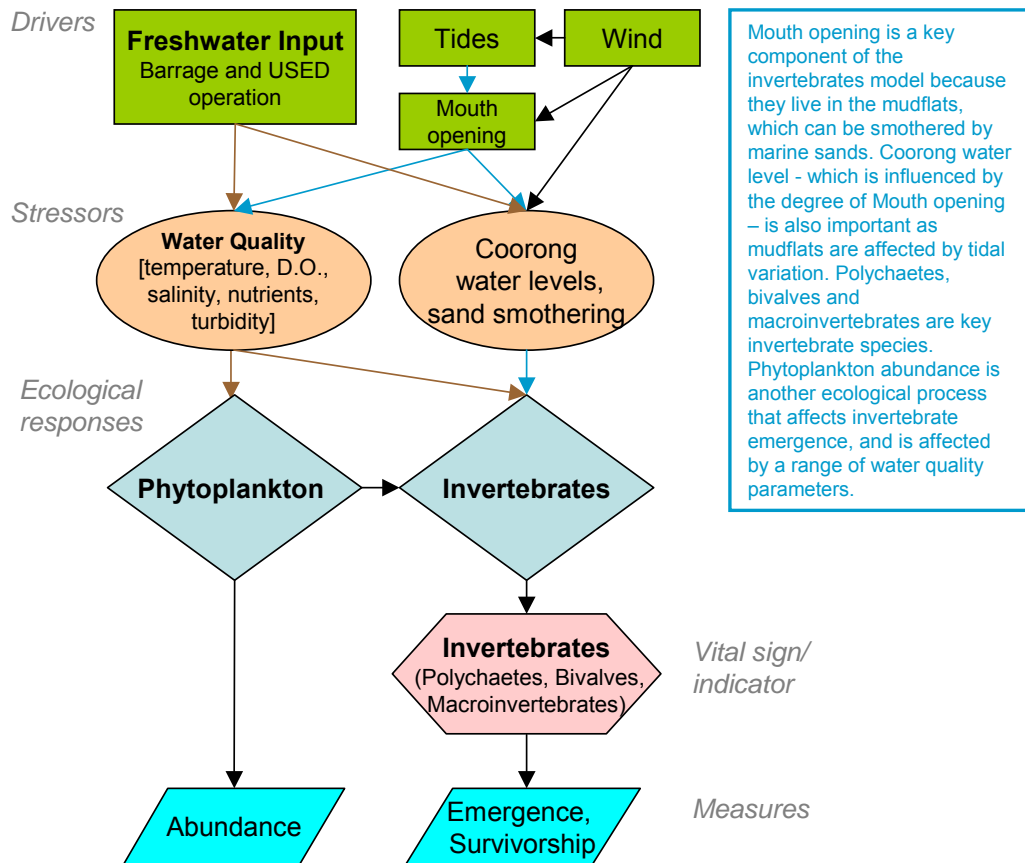 Drivers
Freshwater Input
Barrage and USED
operation
Tides
Wind
Mouth
opening
Stressors
Water Quality
[temperature, D.O.,
salinity, nutrients,
turbidity]
Coorong
water levels,
sand smothering
Ecological
responses
Phytoplankton
Invertebrates
Invertebrates
(Polychaetes, Bivalves,
Macroinvertebrates)
Vital sign/
indicator
Abundance
Emergence,
Survivorship
Measures
Mouth opening is a key
component of the
invertebrates model because
they live in the mudflats,
which can be smothered by
marine sands. Coorong water
level - which is influenced by
the degree of Mouth opening
– is also important as
mudflats are affected by tidal
variation. Polychaetes,
bivalves and
macroinvertebrates are key
invertebrate species.
Phytoplankton abundance is
another ecological process
that affects invertebrate
emergence, and is affected
by a range of water quality
parameters.